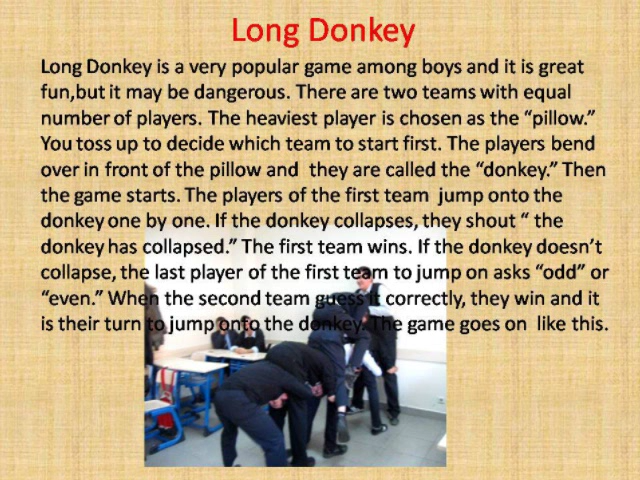 Long Donkey
Long Donkey is a very popular game among boys and it is great
fun,but it may be dangerous. There are two teams with equal
number of players. The heaviest player is chosen as the “pillow.”
You toss up to decide which team to start first. The players bend
over in front of the pillow and  they are called the “donkey.” Then
the game starts. The players of the first team  jump onto the
donkey one by one. If the donkey collapses, they shout “ the
donkey has collapsed.” The first team wins. If the donkey doesn’t
collapse, the last player of the first team to jump on asks “odd” or
“even.” When the second team guess it correctly, they win and it
is their turn to jump onto the donkey. The game goes on  like this.